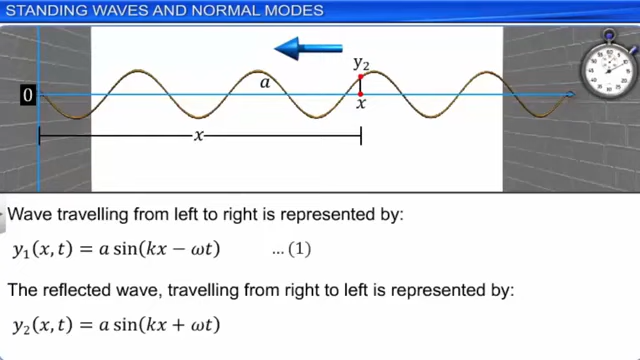 STANDING WAVES AND NORMAL MODES
y₂
a
0
x
x
Wave travelling from left to right is represented by:
y₁(x, t) = a sin(kx − ωt) ... (1)
The reflected wave, travelling from right to left is represented by:
y₂(x, t) = a sin(kx + ωt)